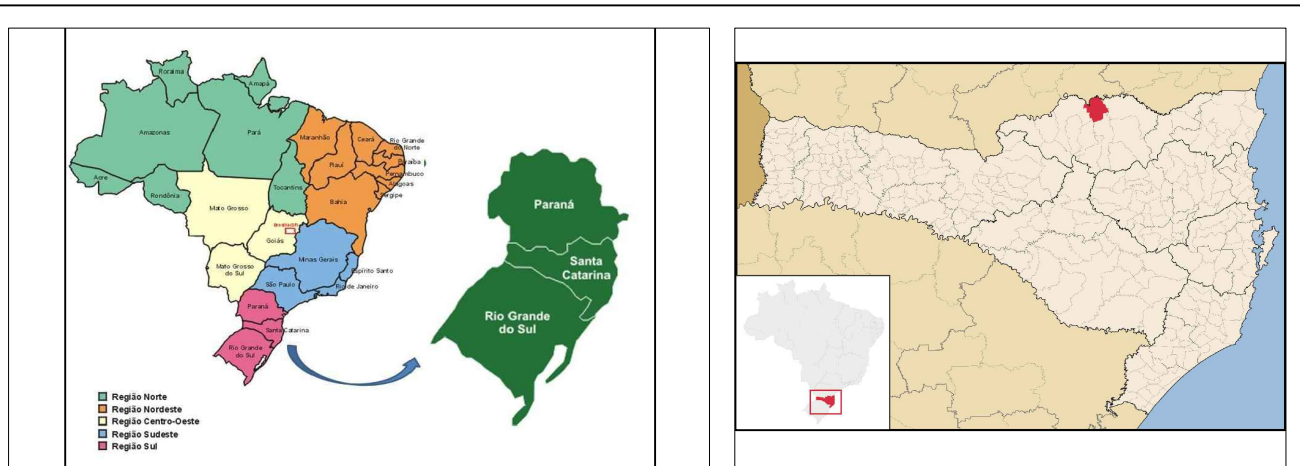 Roraima
Amapá
Amazonas
Pará
Maranhão
Ceará
Rio Grande
do Norte
Paraíba
Piauí
Pernambuco
Alagoas
Sergipe
Acre
Rondônia
Tocantins
Bahia
Mato Grosso
Goiás
Minas Gerais
Espírito Santo
Mato Grosso
do Sul
São Paulo
Rio de Janeiro
Paraná
Santa Catarina
Rio Grande
do Sul
Região Norte
Região Nordeste
Região Centro-Oeste
Região Sudeste
Região Sul
Paraná
Santa
Catarina
Rio Grande
do Sul